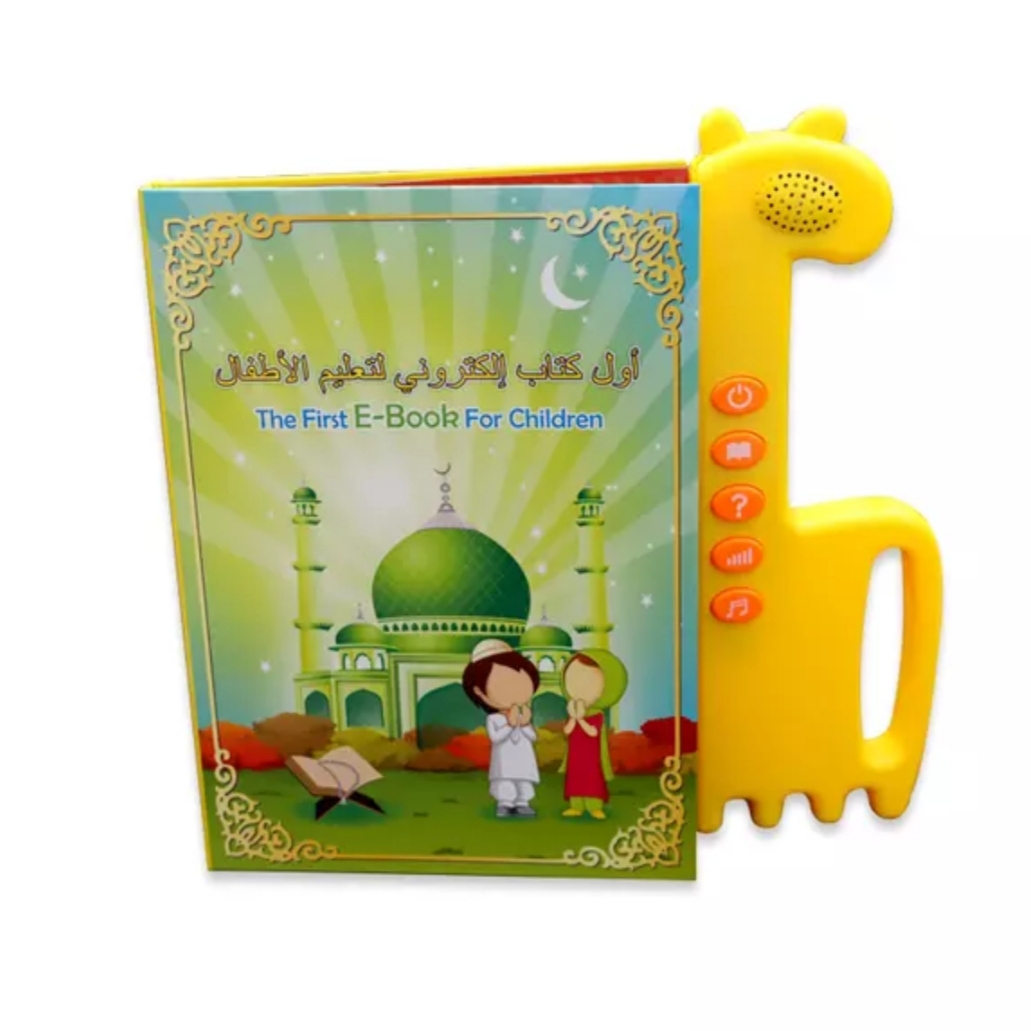 أول كتاب إلكتروني لتعليم الأطفال
The First E-Book For Children